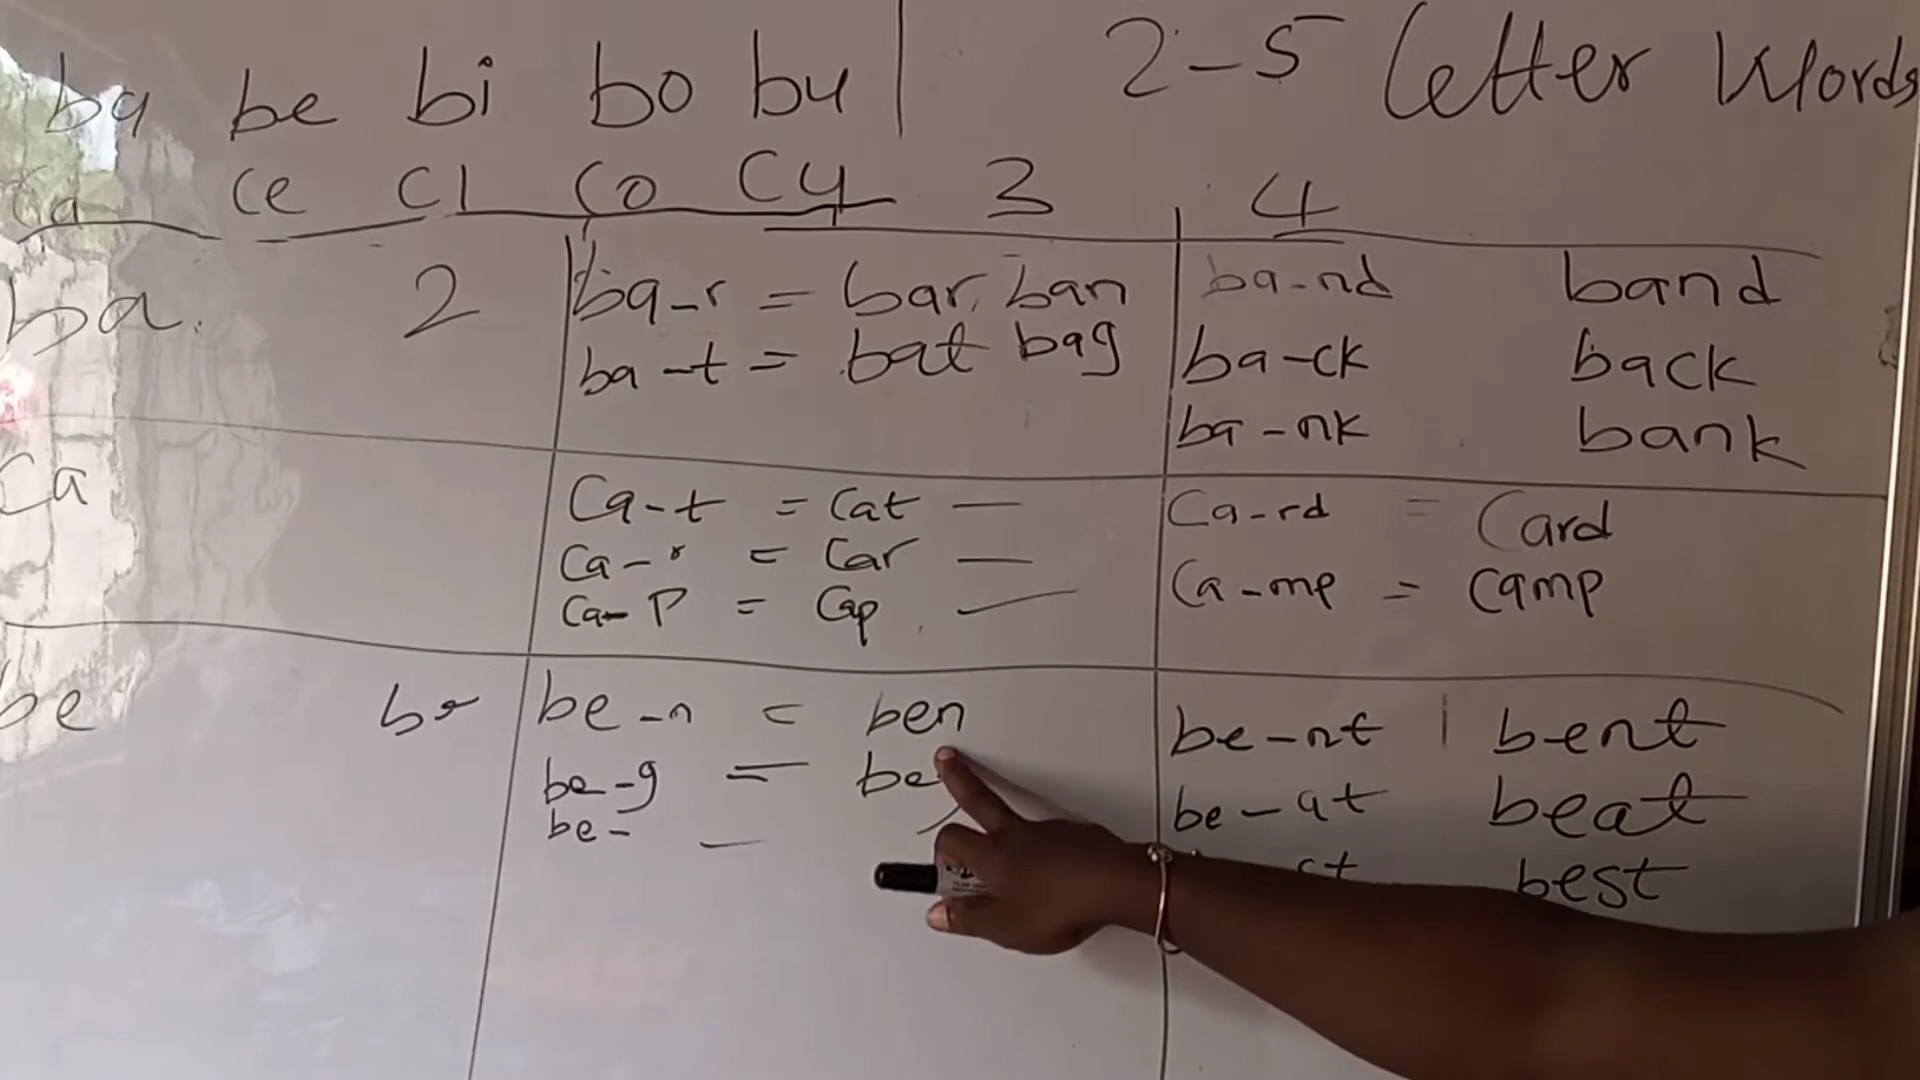 ba be bi bo bu 2-5 letter Words
ca ce ci co cu 3 4
ba. 2 ba-r = bar, ban ba-nd band
ba-t = bat bag ba-ck back
ba-nk bank
ca Ca-t = Cat — Ca-rd = Card
Ca-r = Car — Ca-mp = Camp
Ca-P = Cap —
be be be-n = ben be-nt bent
be-g = be be-at beat
be- — st best